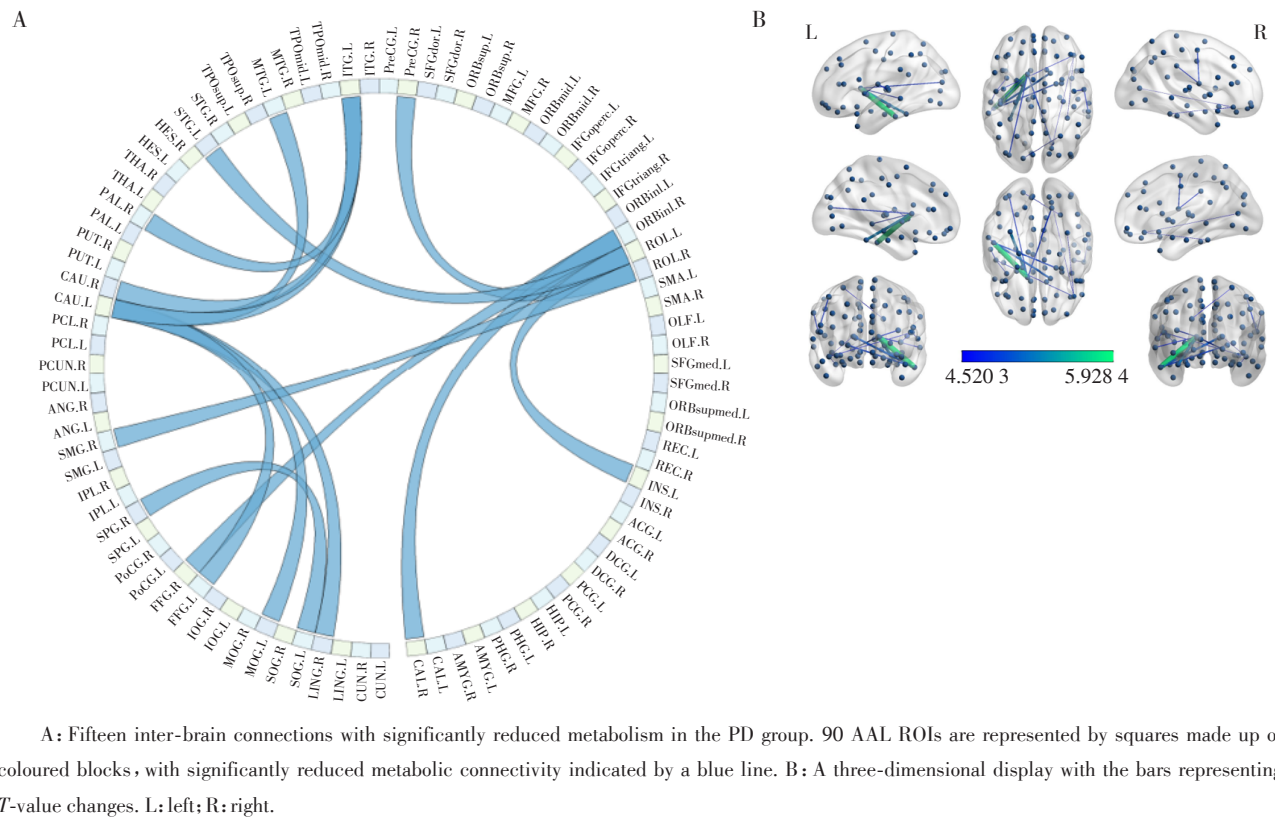 A
B
L
R
PreCG.L
PreCG.R
SFGdor.L
SFGdor.R
ORBsup.L
ORBsup.R
MFG.L
MFG.R
ORBmid.L
ORBmid.R
IFGoperc.L
IFGoperc.R
IFGtriang.L
IFGtriang.R
ORBinl.L
ORBinl.R
ROL.L
ROL.R
SMA.L
SMA.R
OLF.L
OLF.R
SFGmed.L
SFGmed.R
ORBsupmed.L
ORBsupmed.R
REC.L
REC.R
INS.L
INS.R
ACG.L
ACG.R
DCG.L
DCG.R
PCG.L
PCG.R
HIP.L
HIP.R
PHG.L
PHG.R
AMYG.L
AMYG.R
CAL.L
CAL.R
CUN.L
CUN.R
LING.L
LING.R
SOG.L
SOG.R
MOG.L
MOG.R
IOG.L
IOG.R
FFG.L
FFG.R
PoCG.L
PoCG.R
SPG.L
SPG.R
IPL.L
IPL.R
SMG.L
SMG.R
ANG.L
ANG.R
PCUN.L
PCUN.R
PCL.L
PCL.R
CAU.L
CAU.R
PUT.L
PUT.R
PAL.L
PAL.R
THA.L
THA.R
HES.L
HES.R
STG.L
STG.R
TPOsup.L
TPOsup.R
MTG.L
MTG.R
TPOmid.L
TPOmid.R
ITG.L
ITG.R
4.520 3 5.928 4
A: Fifteen inter-brain connections with significantly reduced metabolism in the PD group. 90 AAL ROIs are represented by squares made up o
coloured blocks, with significantly reduced metabolic connectivity indicated by a blue line. B: A three-dimensional display with the bars representing
T-value changes. L: left; R: right.